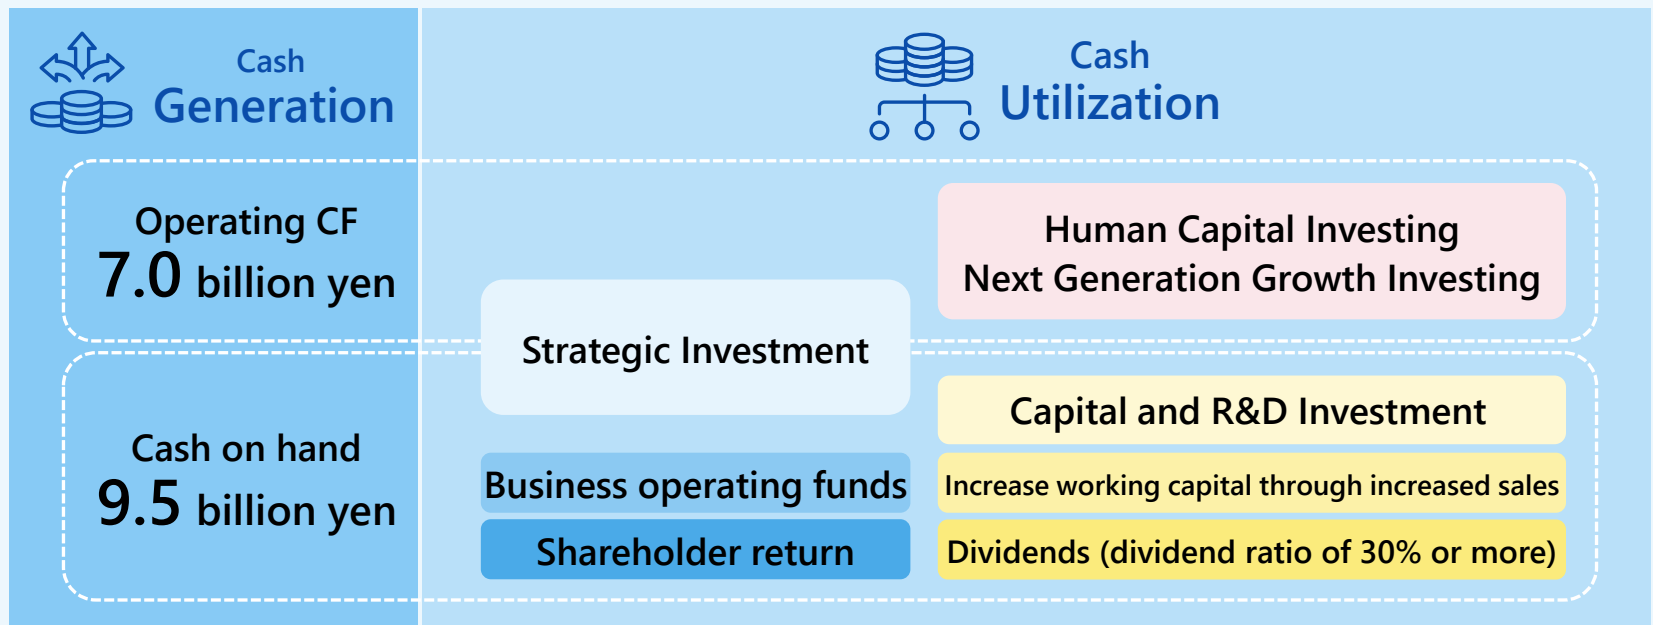 Cash
Generation
Cash
Utilization
Operating CF
7.0 billion yen
Human Capital Investing
Next Generation Growth Investing
Strategic Investment
Cash on hand
9.5 billion yen
Capital and R&D Investment
Business operating funds
Increase working capital through increased sales
Shareholder return
Dividends (dividend ratio of 30% or more)